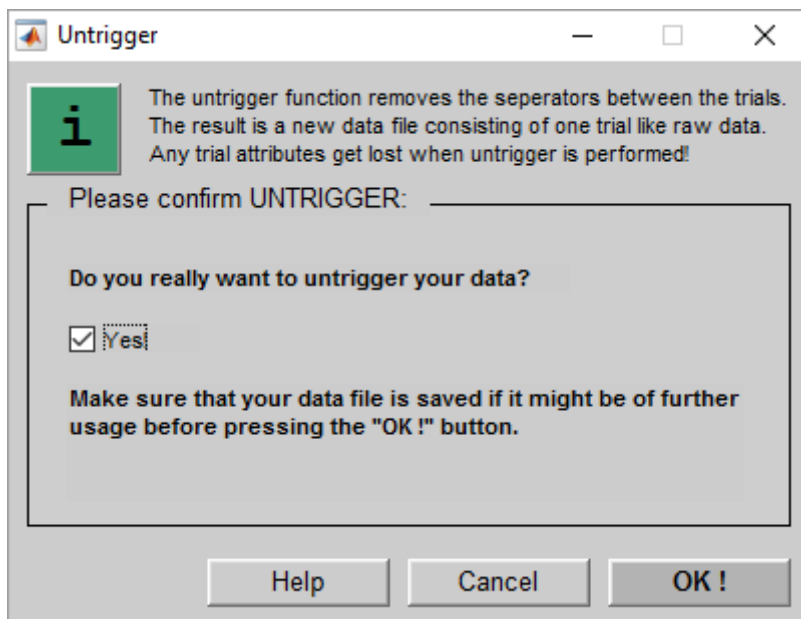 Untrigger
i
The untrigger function removes the seperators between the trials.
The result is a new data file consisting of one trial like raw data.
Any trial attributes get lost when untrigger is performed!
Please confirm UNTRIGGER:
Do you really want to untrigger your data?
Yes!
Make sure that your data file is saved if it might be of further
usage before pressing the "OK !" button.
Help Cancel OK !